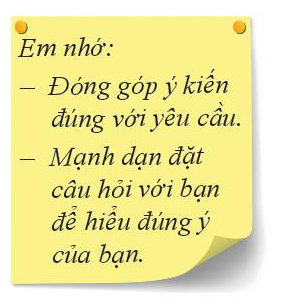 Em nhớ:
– Đóng góp ý kiến
đúng với yêu cầu.
– Mạnh dạn đặt
câu hỏi với bạn
để hiểu đúng ý
của bạn.